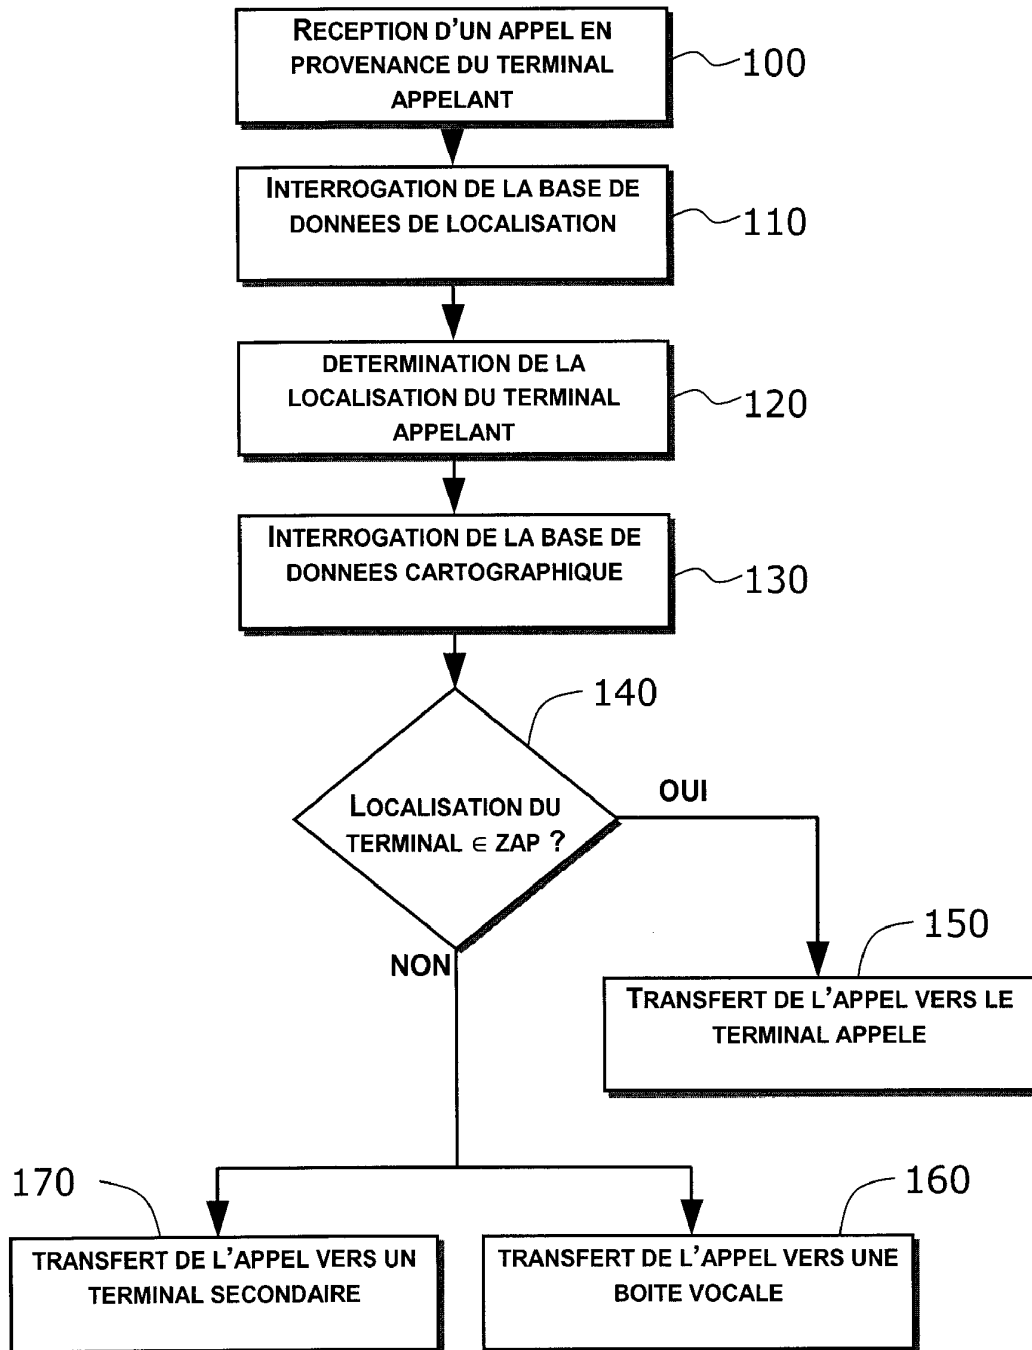 RECEPTION D'UN APPEL EN
PROVENANCE DU TERMINAL
APPELANT
100
INTERROGATION DE LA BASE DE
DONNEES DE LOCALISATION
110
DETERMINATION DE LA
LOCALISATION DU TERMINAL
APPELANT
120
INTERROGATION DE LA BASE DE
DONNEES CARTOGRAPHIQUE
130
140
LOCALISATION DU
TERMINAL ∈ ZAP ?
OUI
NON
150
TRANSFERT DE L'APPEL VERS LE
TERMINAL APPELE
170
TRANSFERT DE L'APPEL VERS UN
TERMINAL SECONDAIRE
160
TRANSFERT DE L'APPEL VERS UNE
BOITE VOCALE